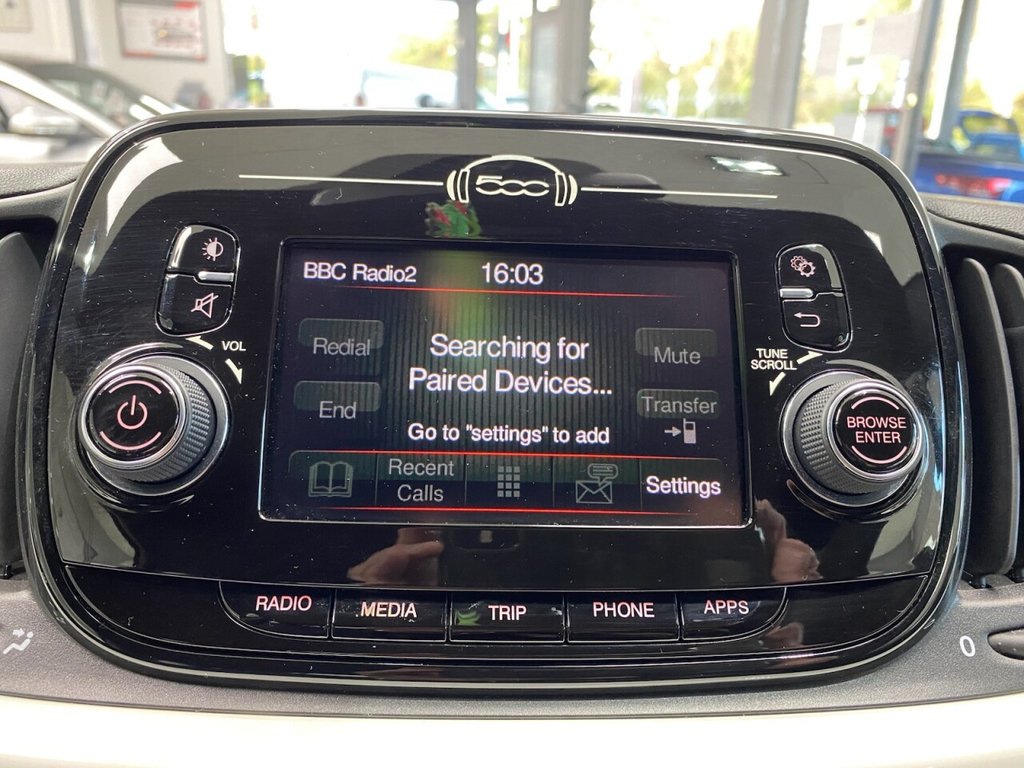 500
BBC Radio2 16:03
Redial
Searching for
Paired Devices...
Mute
End
Transfer
Go to "settings" to add
Recent
Calls
Settings
VOL
TUNE
SCROLL
BROWSE
ENTER
RADIO
MEDIA
TRIP
PHONE
APPS
0